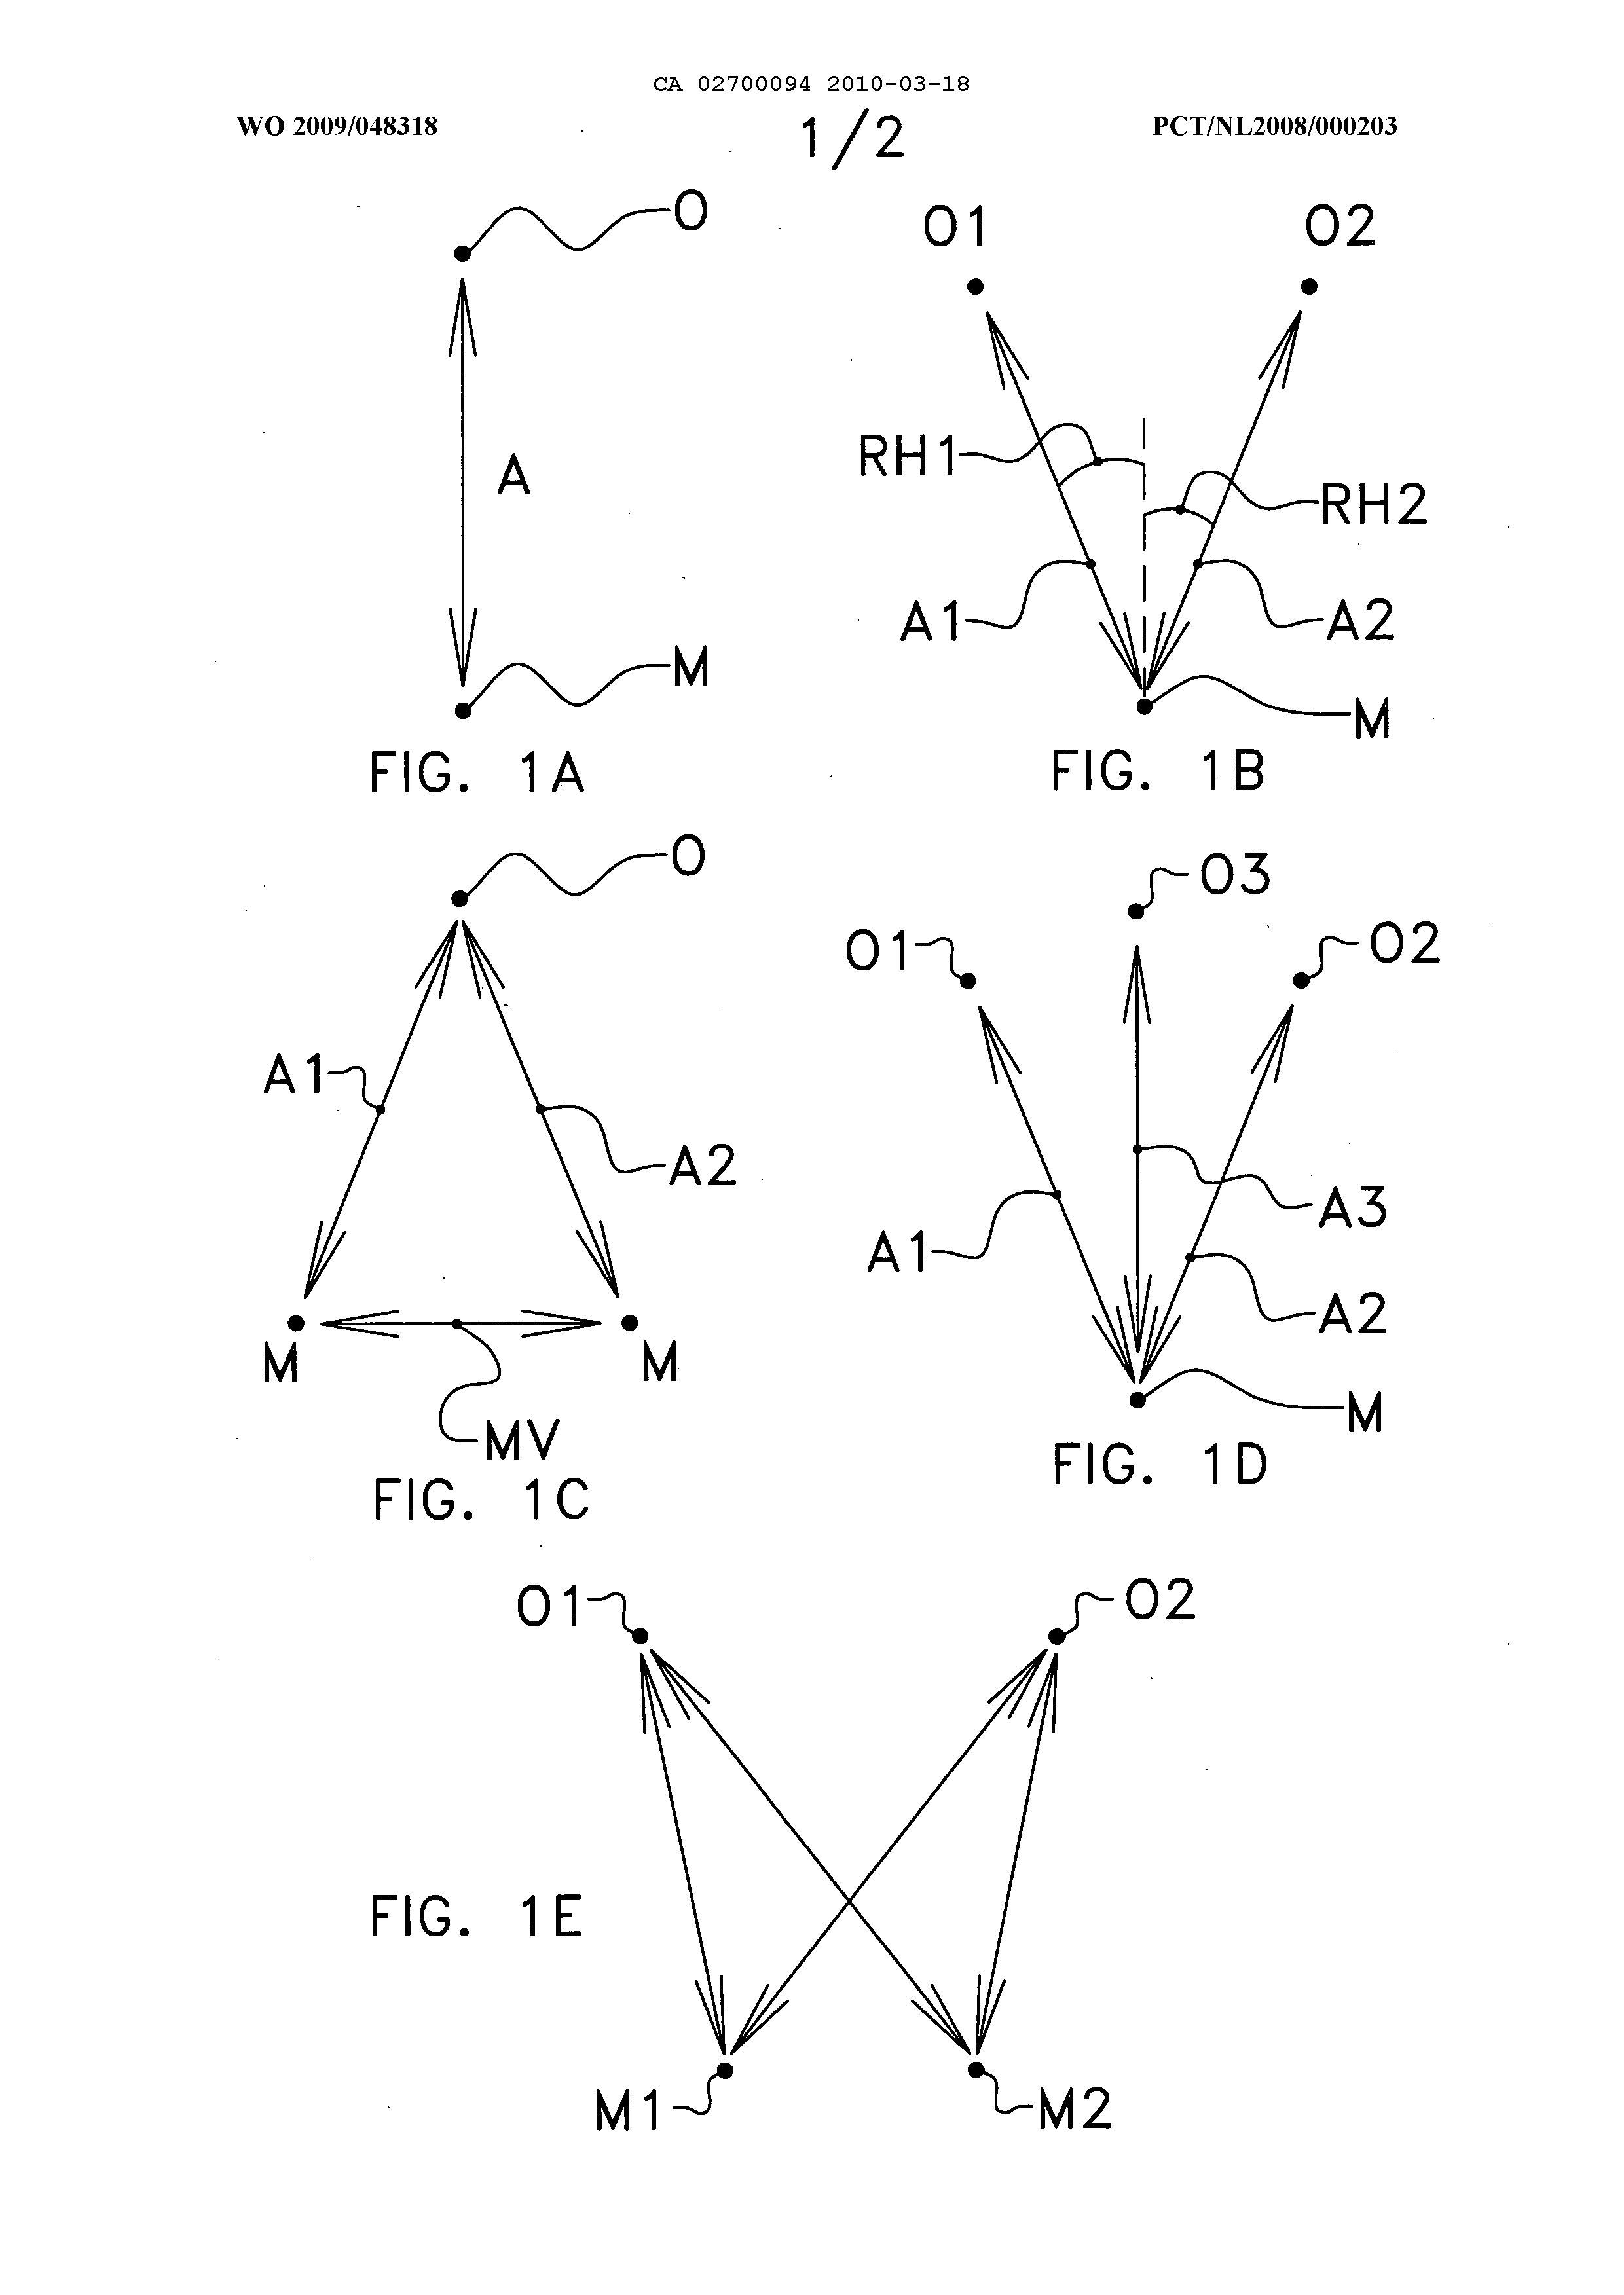 CA 02700094 2010-03-18
WO 2009/048318
1/2
PCT/NL2008/000203
O
A
M
FIG. 1A
O1
O2
RH1
RH2
A1
A2
M
FIG. 1B
O
A1
A2
M
M
MV
FIG. 1C
O3
O1
O2
A3
A1
A2
M
FIG. 1D
O1
O2
FIG. 1E
M1
M2